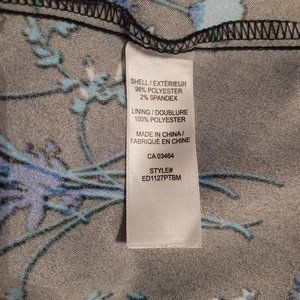 SHELL / EXTÉRIEUR
98% POLYESTER
2% SPANDEX
LINING / DOUBLURE
100% POLYESTER
MADE IN CHINA /
FABRIQUÉ EN CHINE
CA 03464
STYLE#
ED1127PTBM